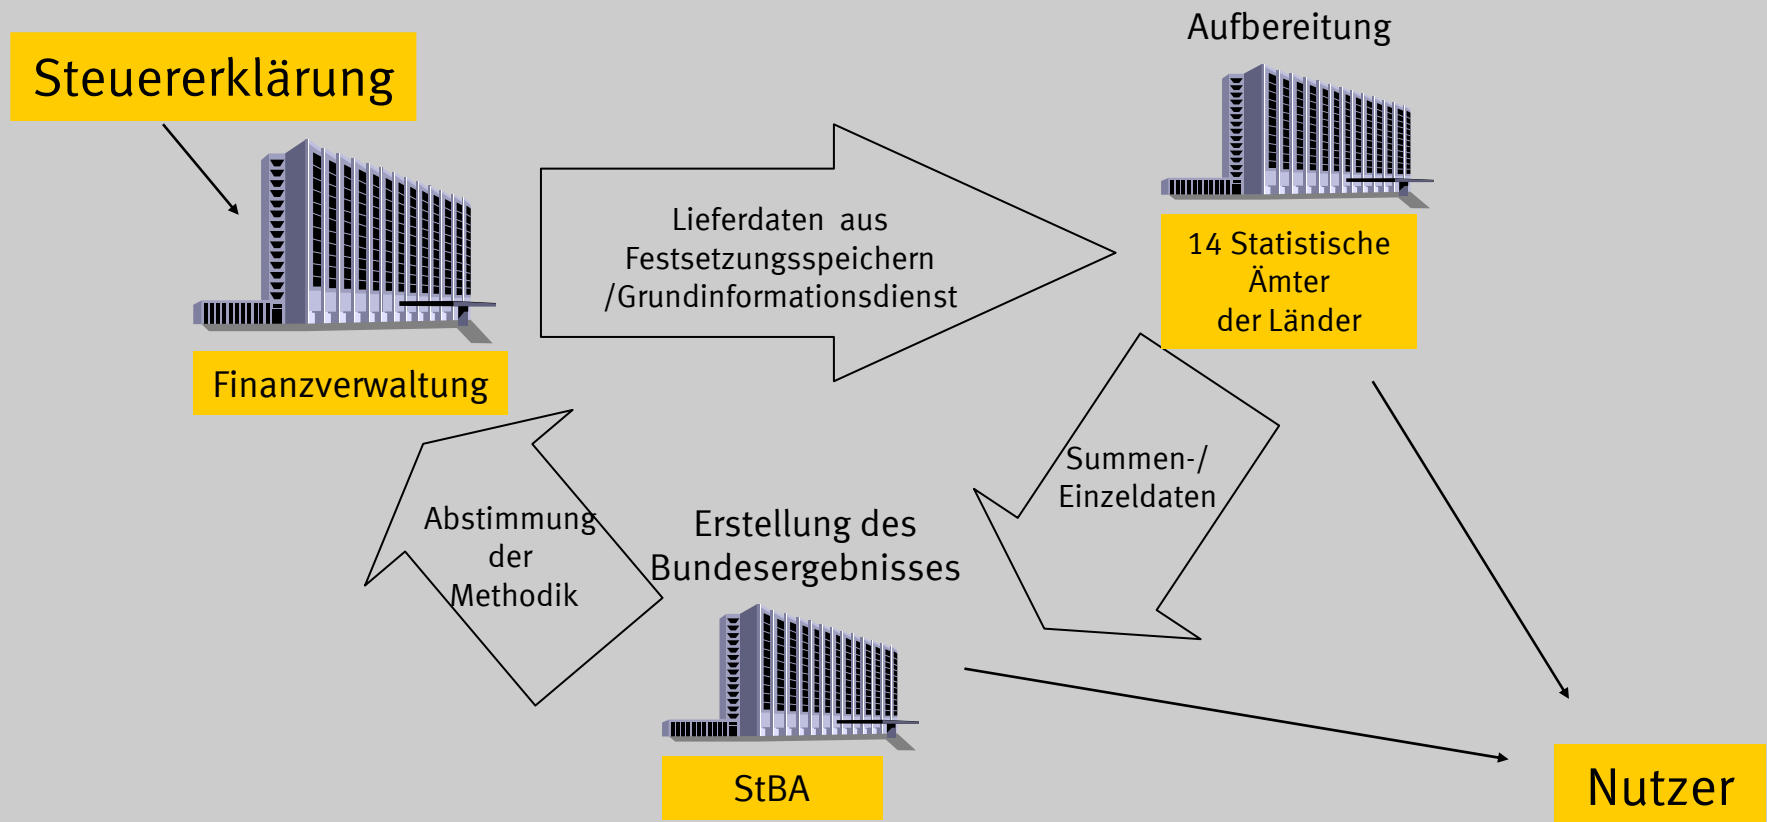 Steuererklärung
Finanzverwaltung
Lieferdaten aus
Festsetzungsspeichern
/Grundinformationsdienst
Aufbereitung
14 Statistische
Ämter
der Länder
Summen-/
Einzeldaten
Abstimmung
der
Methodik
Erstellung des
Bundesergebnisses
StBA
Nutzer